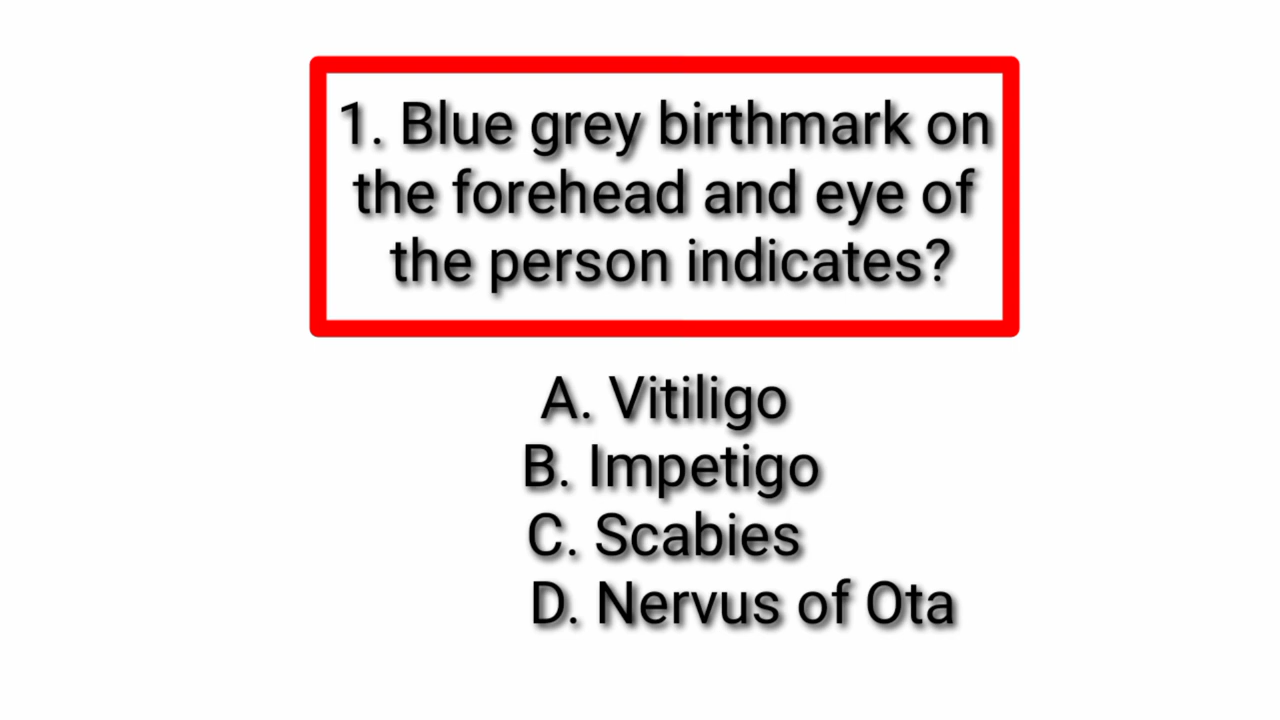 1. Blue grey birthmark on
the forehead and eye of
the person indicates?
A. Vitiligo
B. Impetigo
C. Scabies
D. Nervus of Ota